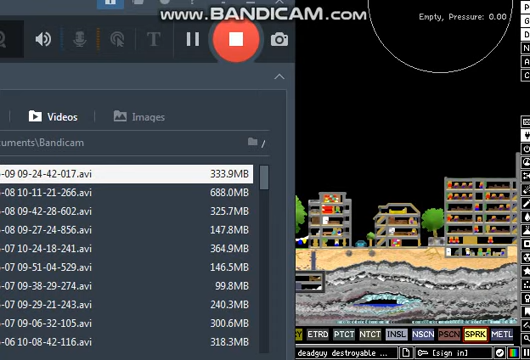 www.BANDICAM.com
Empty, Pressure: 0.00
Videos
Images
cuments\Bandicam
-09 09-24-42-017.avi 333.9MB
-08 10-11-21-266.avi 688.0MB
-08 09-42-28-602.avi 325.7MB
-08 09-27-24-856.avi 147.8MB
-07 10-24-18-241.avi 364.9MB
-07 09-51-04-529.avi 146.5MB
-07 09-38-29-274.avi 99.8MB
-07 09-29-21-243.avi 240.3MB
-07 09-06-32-105.avi 300.6MB
-06 10-08-42-116.avi 318.3MB
EY ETRD PTCT NTCT INSL NSCN PSCN SPRK METL
deadguy destroyable ... [sign in]